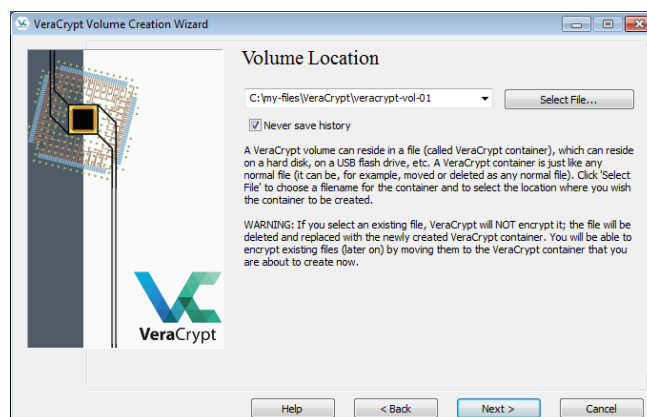 VeraCrypt Volume Creation Wizard
Volume Location
C:\my-files\VeraCrypt\veracrypt-vol-01
Select File...
Never save history
A VeraCrypt volume can reside in a file (called VeraCrypt container), which can reside
on a hard disk, on a USB flash drive, etc. A VeraCrypt container is just like any
normal file (it can be, for example, moved or deleted as any normal file). Click 'Select
File' to choose a filename for the container and to select the location where you wish
the container to be created.
WARNING: If you select an existing file, VeraCrypt will NOT encrypt it; the file will be
deleted and replaced with the newly created VeraCrypt container. You will be able to
encrypt existing files (later on) by moving them to the VeraCrypt container that you
are about to create now.
VeraCrypt
Help
< Back
Next >
Cancel